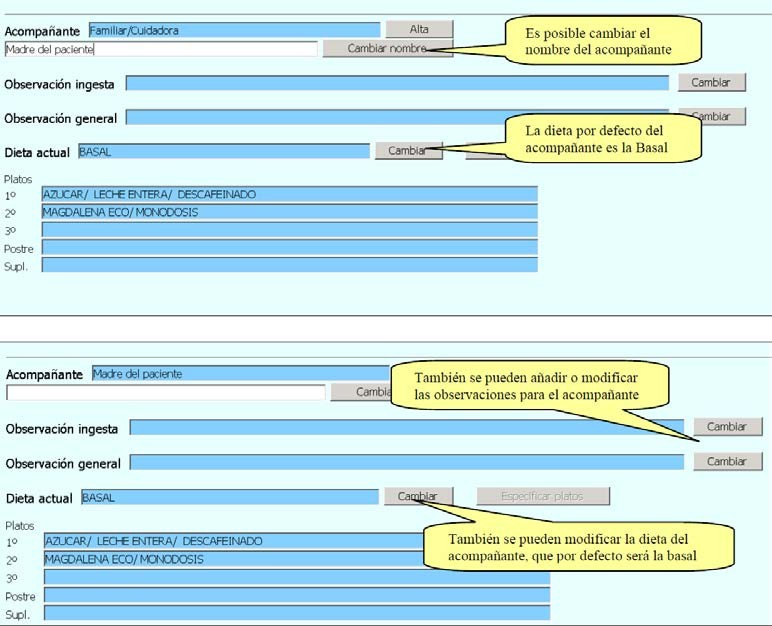 Acompañante Familiar/Cuidadora Alta
Es posible cambiar el
nombre del acompañante
Madre del paciente Cambiar nombre
Observación ingesta Cambiar
Observación general Cambiar
La dieta por defecto del
acompañante es la Basal
Dieta actual BASAL Cambiar
Platos
1º AZUCAR/ LECHE ENTERA/ DESCAFEINADO
2º MAGDALENA ECO/ MONODOSIS
3º
Postre
Supl.
Acompañante Madre del paciente
También se pueden añadir o modificar
las observaciones para el acompañante
Observación ingesta Cambiar
Observación general Cambiar
Dieta actual BASAL Cambiar Especificar platos
También se pueden modificar la dieta del
acompañante, que por defecto será la basal
Platos
1º AZUCAR/ LECHE ENTERA/ DESCAFEINADO
2º MAGDALENA ECO/ MONODOSIS
3º
Postre
Supl.